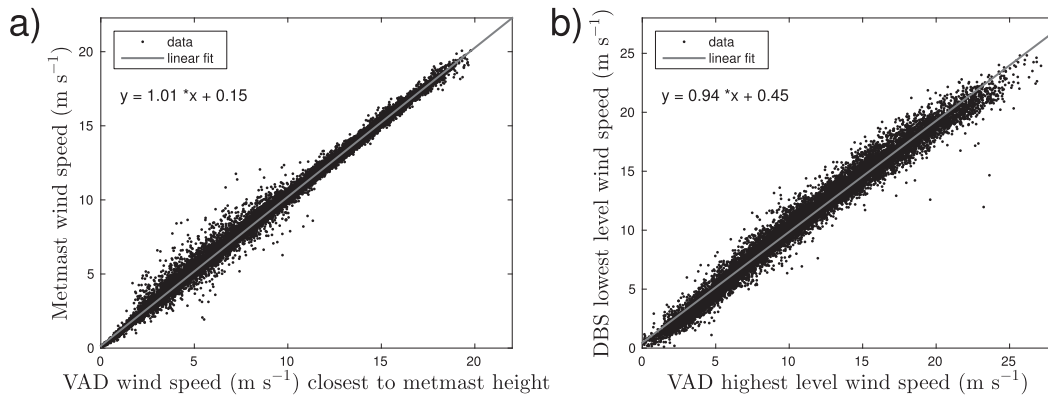 a)
Metmast wind speed (m s⁻¹)
20
15
10
5
0
data
linear fit
y = 1.01 *x + 0.15
0 5 10 15 20
VAD wind speed (m s⁻¹) closest to metmast height
b)
DBS lowest level wind speed (m s⁻¹)
25
20
15
10
5
0
data
linear fit
y = 0.94 *x + 0.45
0 5 10 15 20 25
VAD highest level wind speed (m s⁻¹)